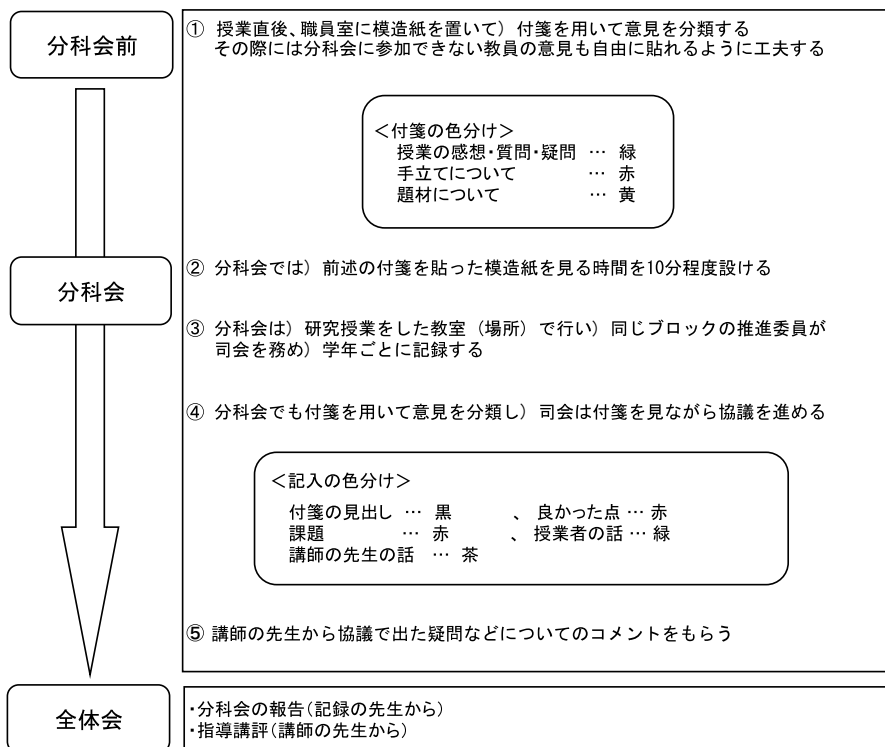 分科会前
① 授業直後、職員室に模造紙を置いて）付箋を用いて意見を分類する
その際には分科会に参加できない教員の意見も自由に貼れるように工夫する
＜付箋の色分け＞
授業の感想・質問・疑問 … 緑
手立てについて … 赤
題材について … 黄
分科会
② 分科会では）前述の付箋を貼った模造紙を見る時間を10分程度設ける
③ 分科会は）研究授業をした教室（場所）で行い）同じブロックの推進委員が
司会を務め）学年ごとに記録する
④ 分科会でも付箋を用いて意見を分類し）司会は付箋を見ながら協議を進める
＜記入の色分け＞
付箋の見出し … 黒 、良かった点 … 赤
課題 … 赤 、授業者の話 … 緑
講師の先生の話 … 茶
⑤ 講師の先生から協議で出た疑問などについてのコメントをもらう
全体会
・分科会の報告（記録の先生から）
・指導講評（講師の先生から）